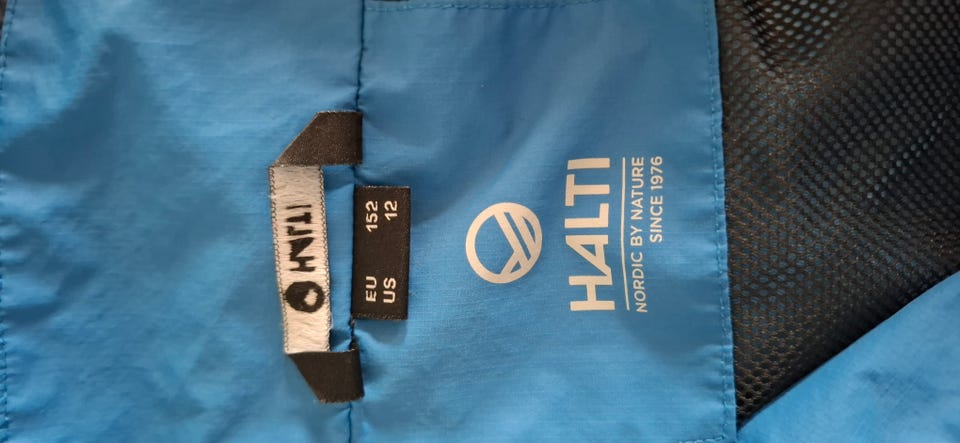 HALTI
EU 152
US 12
HALTI
NORDIC BY NATURE
SINCE 1976